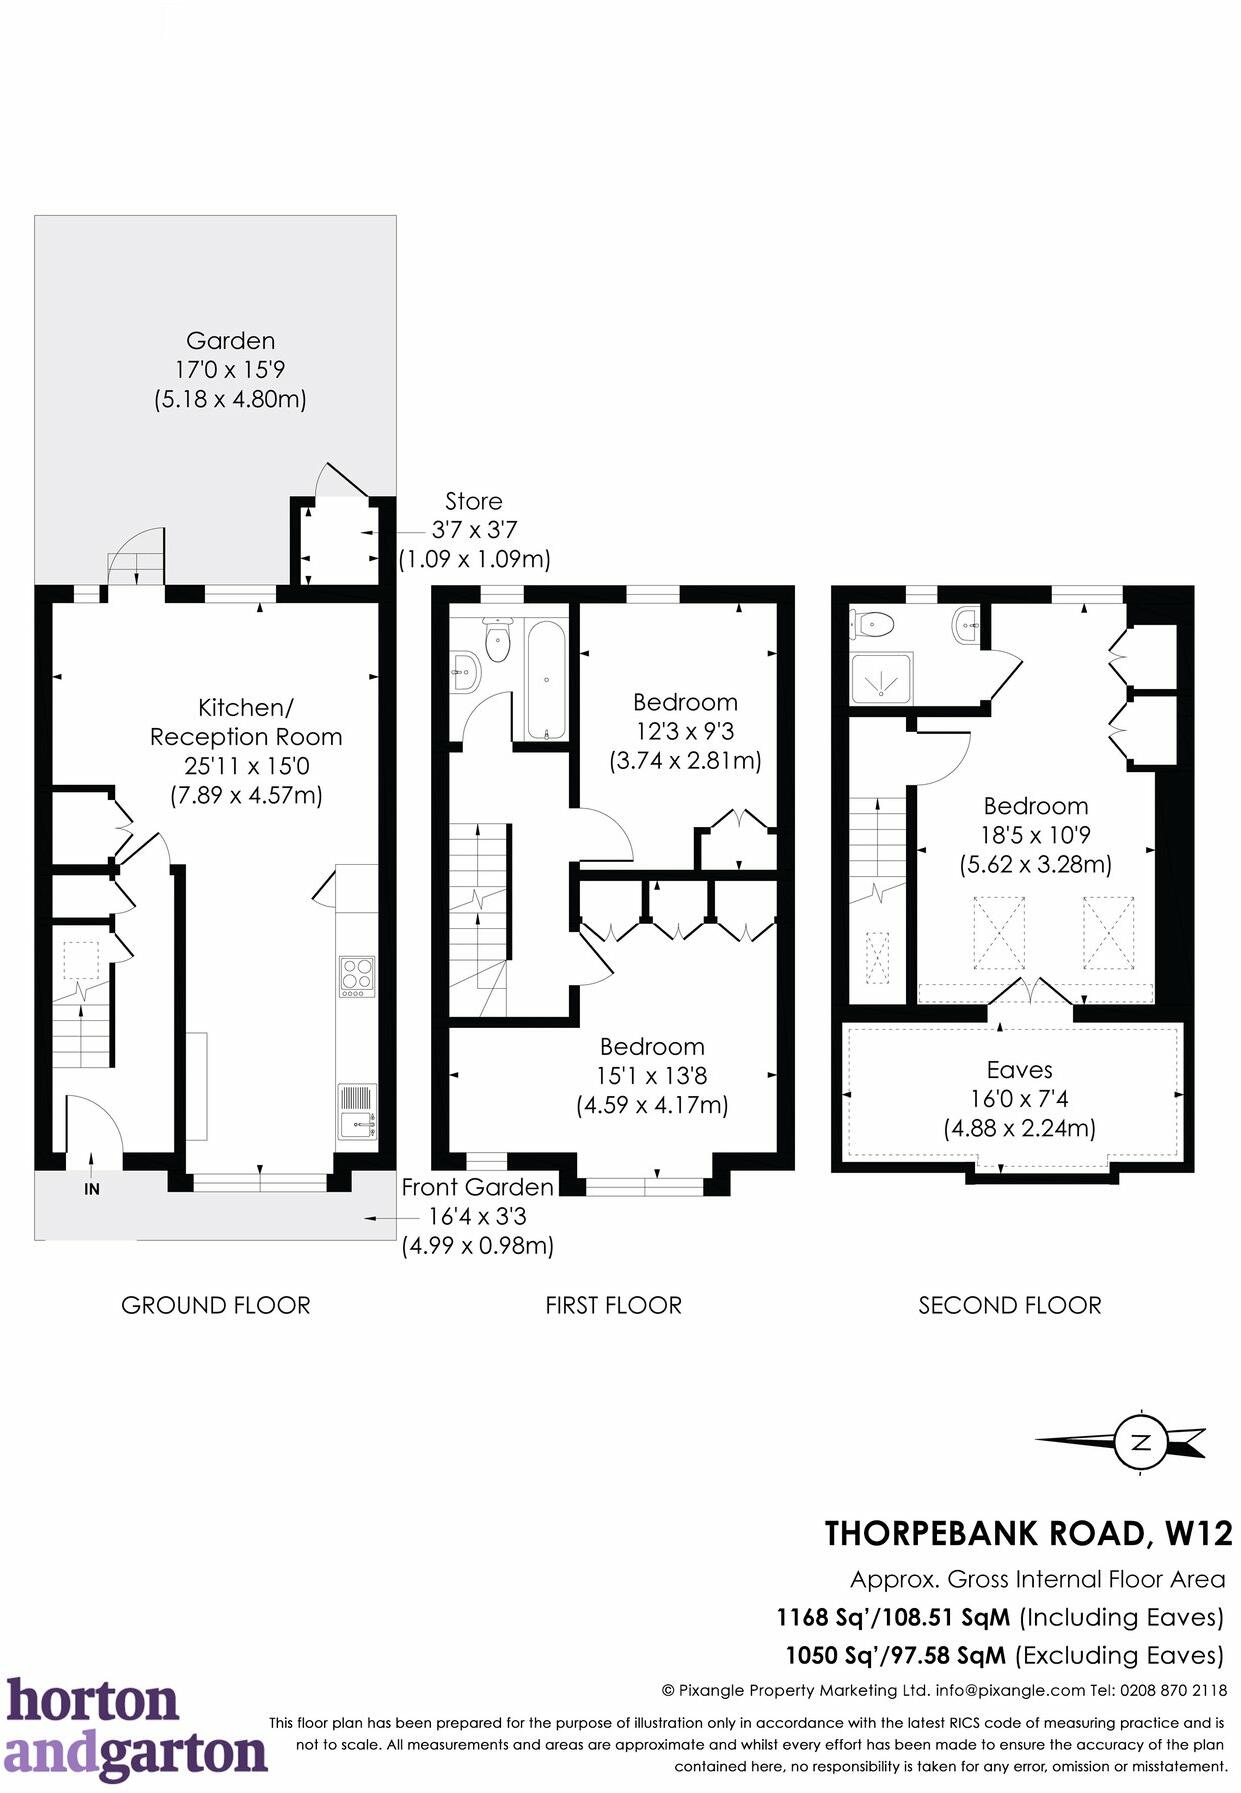 Garden
17'0 x 15'9
(5.18 x 4.80m)
Store
3'7 x 3'7
(1.09 x 1.09m)
Kitchen/
Reception Room
25'11 x 15'0
(7.89 x 4.57m)
IN
Front Garden
16'4 x 3'3
(4.99 x 0.98m)
GROUND FLOOR
Bedroom
12'3 x 9'3
(3.74 x 2.81m)
Bedroom
15'1 x 13'8
(4.59 x 4.17m)
FIRST FLOOR
Bedroom
18'5 x 10'9
(5.62 x 3.28m)
Eaves
16'0 x 7'4
(4.88 x 2.24m)
SECOND FLOOR
N
THORPEBANK ROAD, W12
Approx. Gross Internal Floor Area
1168 Sq'/108.51 SqM (Including Eaves)
1050 Sq'/97.58 SqM (Excluding Eaves)
© Pixangle Property Marketing Ltd. info@pixangle.com Tel: 0208 870 2118
This floor plan has been prepared for the purpose of illustration only in accordance with the latest RICS code of measuring practice and is
not to scale. All measurements and areas are approximate and whilst every effort has been made to ensure the accuracy of the plan
contained here, no responsibility is taken for any error, omission or misstatement.
horton
andgarton